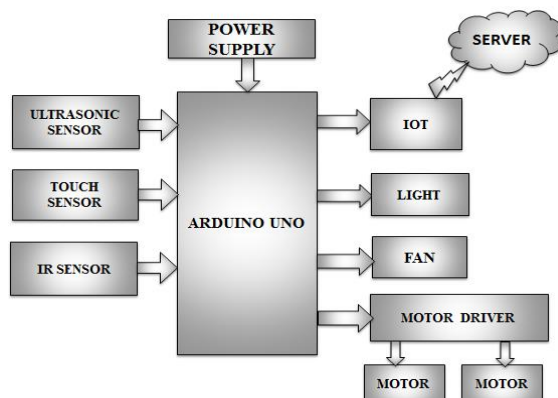 POWER
SUPPLY
SERVER
ULTRASONIC
SENSOR
IOT
TOUCH
SENSOR
LIGHT
ARDUINO UNO
IR SENSOR
FAN
MOTOR DRIVER
MOTOR
MOTOR